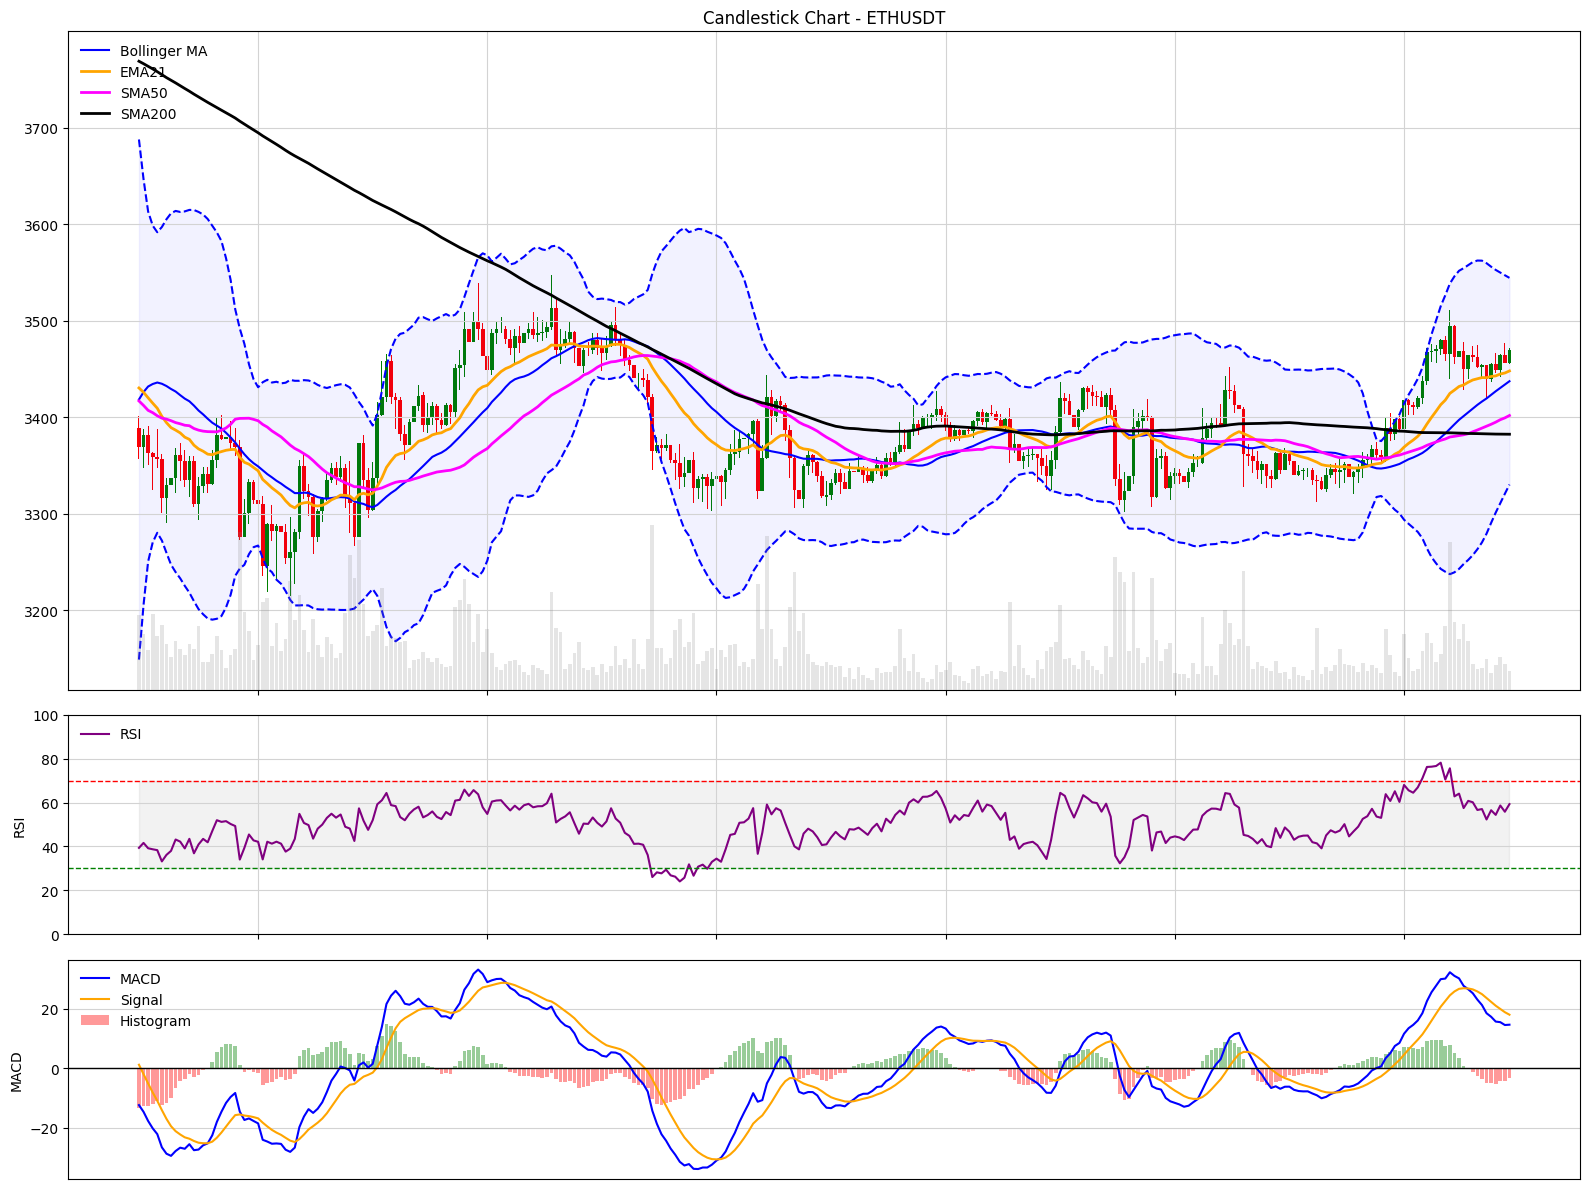 Candlestick Chart - ETHUSDT
Bollinger MA
EMA21
SMA50
SMA200
3700
3600
3500
3400
3300
3200
RSI
100
80
60
40
20
0
RSI
MACD
Signal
Histogram
20
0
−20
MACD